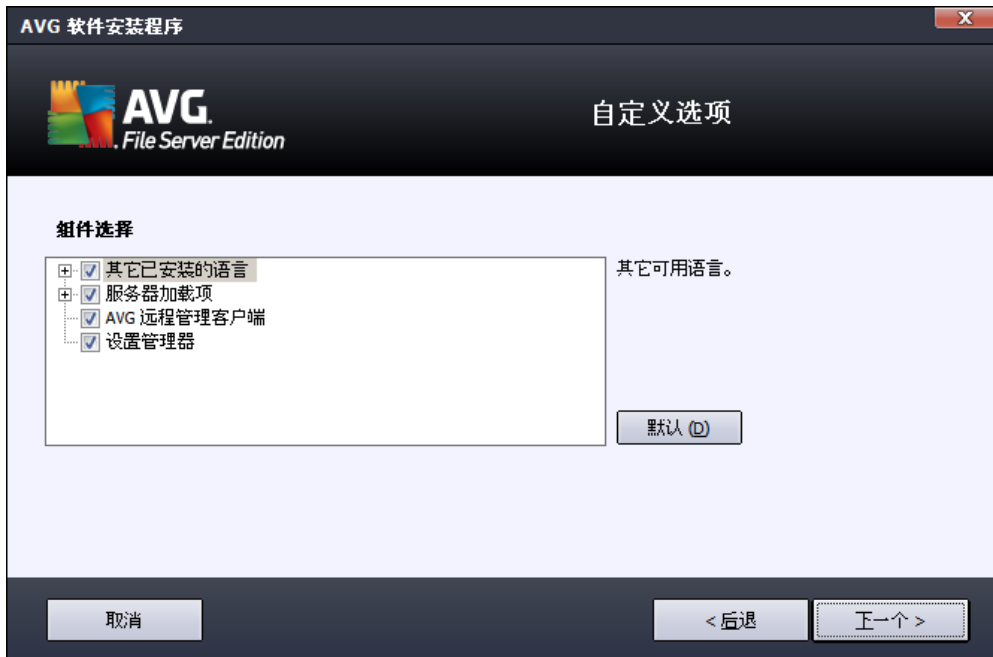 AVG 软件安装程序
AVG.
File Server Edition
自定义选项
组件选择
其它已安装的语言
服务器加载项
AVG 远程管理客户端
设置管理器
其它可用语言。
默认 (D)
取消
< 后退
下一个 >